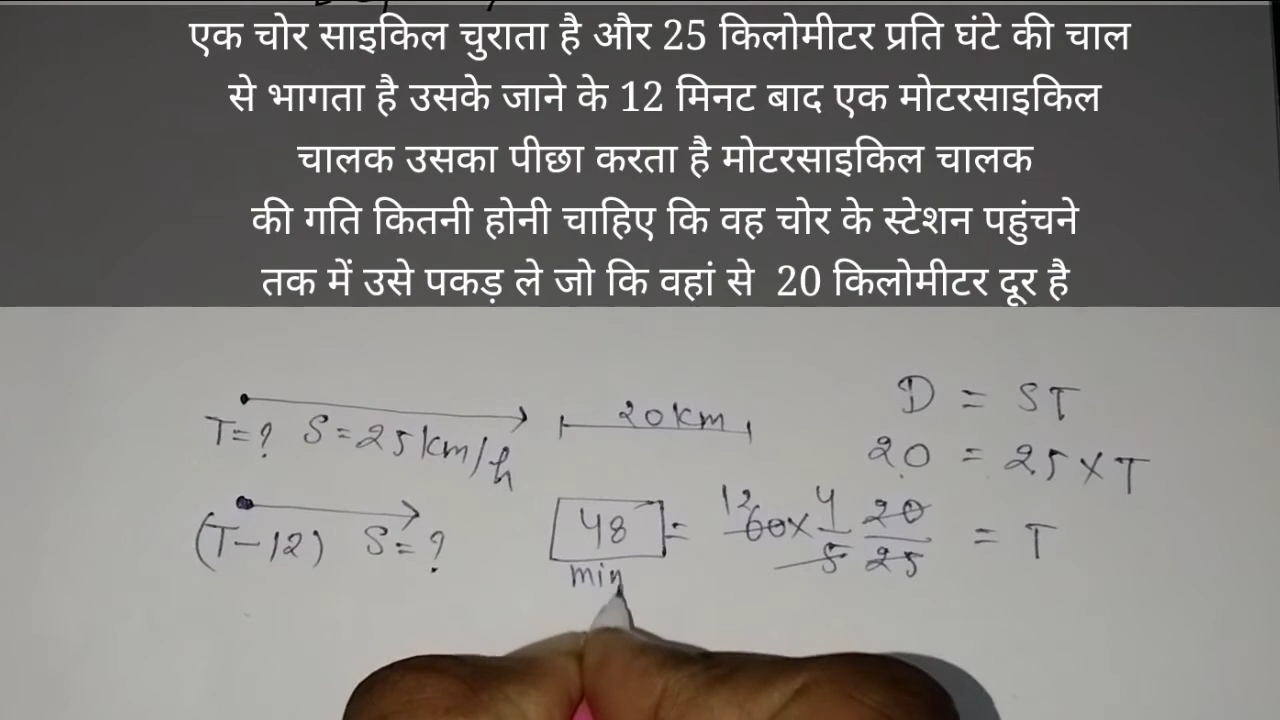 एक चोर साइकिल चुराता है और 25 किलोमीटर प्रति घंटे की चाल
से भागता है उसके जाने के 12 मिनट बाद एक मोटरसाइकिल
चालक उसका पीछा करता है मोटरसाइकिल चालक
की गति कितनी होनी चाहिए कि वह चोर के स्टेशन पहुंचने
तक में उसे पकड़ ले जो कि वहां से 20 किलोमीटर दूर है
T=? S=25km/h
20km
D = ST
20 = 25×T
(T-12) S=?
48 = 12 60×4/5 20/25 = T
min